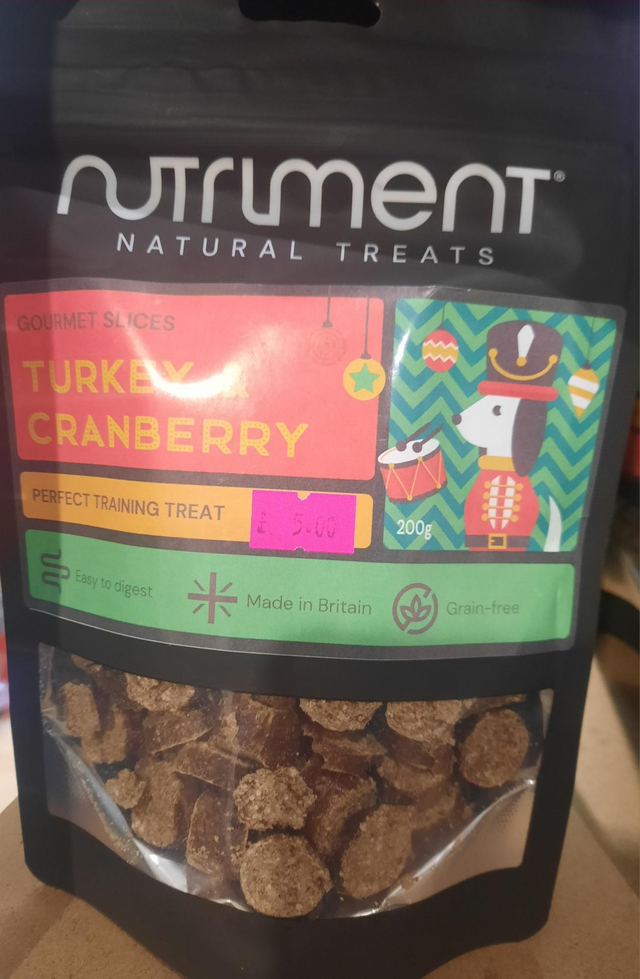 nutriment®
NATURAL TREATS
GOURMET SLICES
TURKEY &
CRANBERRY
PERFECT TRAINING TREAT
£ 5.00
200g
Easy to digest
Made in Britain
Grain-free